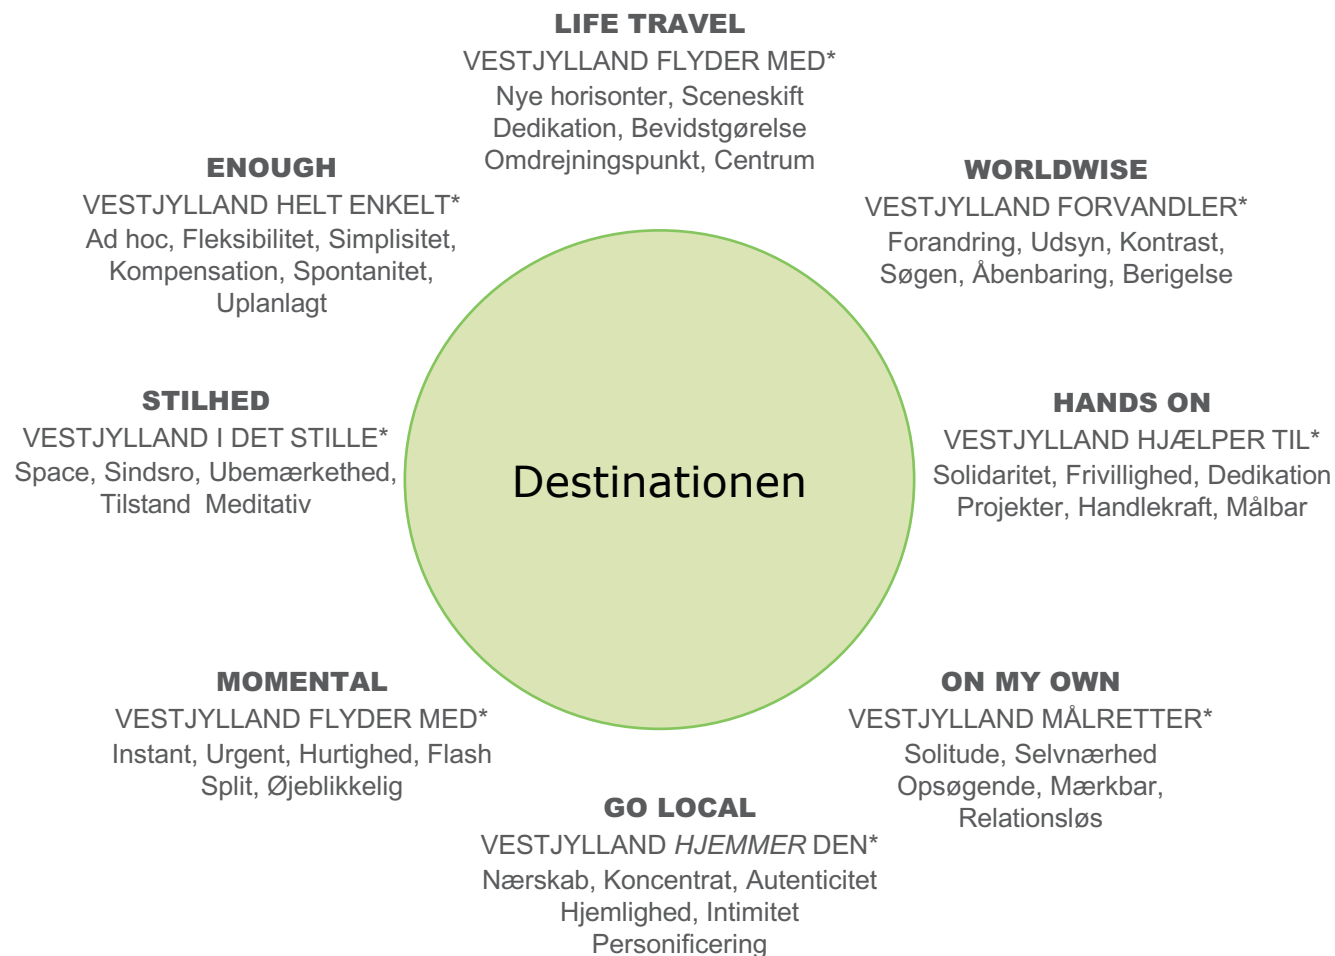 LIFE TRAVEL
VESTJYLLAND FLYDER MED*
Nye horisonter, Sceneskift
Dedikation, Bevidstgørelse
Omdrejningspunkt, Centrum
ENOUGH
VESTJYLLAND HELT ENKELT*
Ad hoc, Fleksibilitet, Simplisitet,
Kompensation, Spontanitet,
Uplanlagt
WORLDWISE
VESTJYLLAND FORVANDLER*
Forandring, Udsyn, Kontrast,
Søgen, Åbenbaring, Berigelse
STILHED
VESTJYLLAND I DET STILLE*
Space, Sindsro, Ubemærkethed,
Tilstand Meditativ
Destinationen
HANDS ON
VESTJYLLAND HJÆLPER TIL*
Solidaritet, Frivillighed, Dedikation
Projekter, Handlekraft, Målbar
MOMENTAL
VESTJYLLAND FLYDER MED*
Instant, Urgent, Hurtighed, Flash
Split, Øjeblikkelig
ON MY OWN
VESTJYLLAND MÅLRETTER*
Solitude, Selvnærhed
Opsøgende, Mærkbar,
Relationsløs
GO LOCAL
VESTJYLLAND HJEMMER DEN*
Nærskab, Koncentrat, Autenticitet
Hjemlighed, Intimitet
Personificering